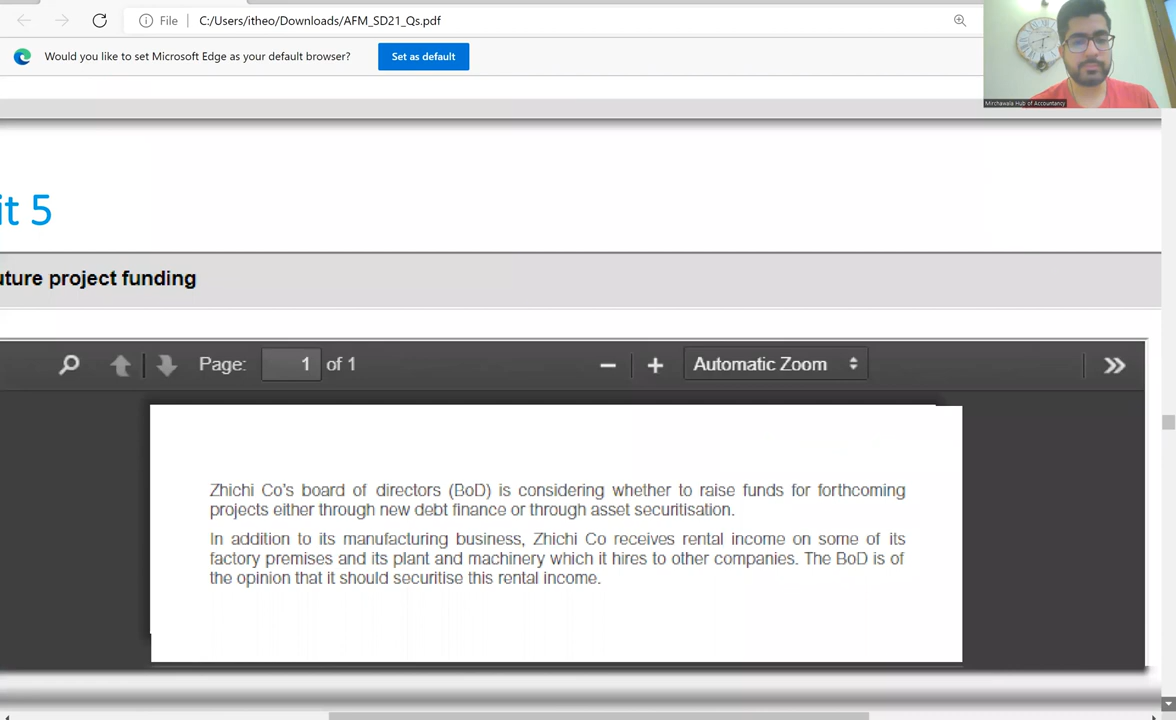 File
C:/Users/itheo/Downloads/AFM_SD21_Qs.pdf
Would you like to set Microsoft Edge as your default browser?
Set as default
Mirchawala Hub of Accountancy
it 5
uture project funding
Page: 1 of 1
Automatic Zoom
Zhichi Co's board of directors (BoD) is considering whether to raise funds for forthcoming
projects either through new debt finance or through asset securitisation.
In addition to its manufacturing business, Zhichi Co receives rental income on some of its
factory premises and its plant and machinery which it hires to other companies. The BoD is of
the opinion that it should securitise this rental income.